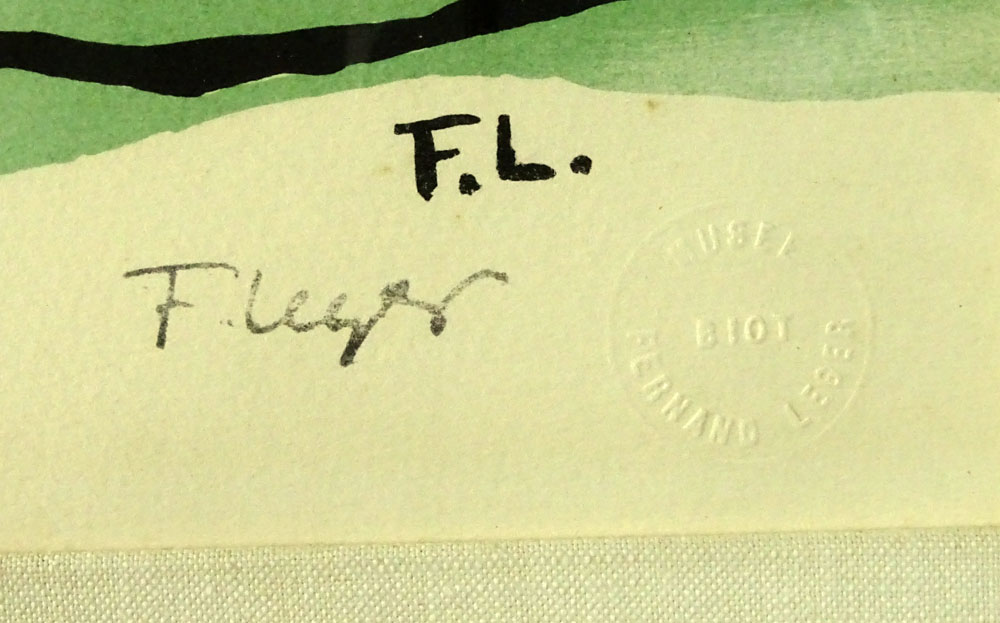 F.L.
F. Leger
MUSEE
BIOT
FERNAND LEGER